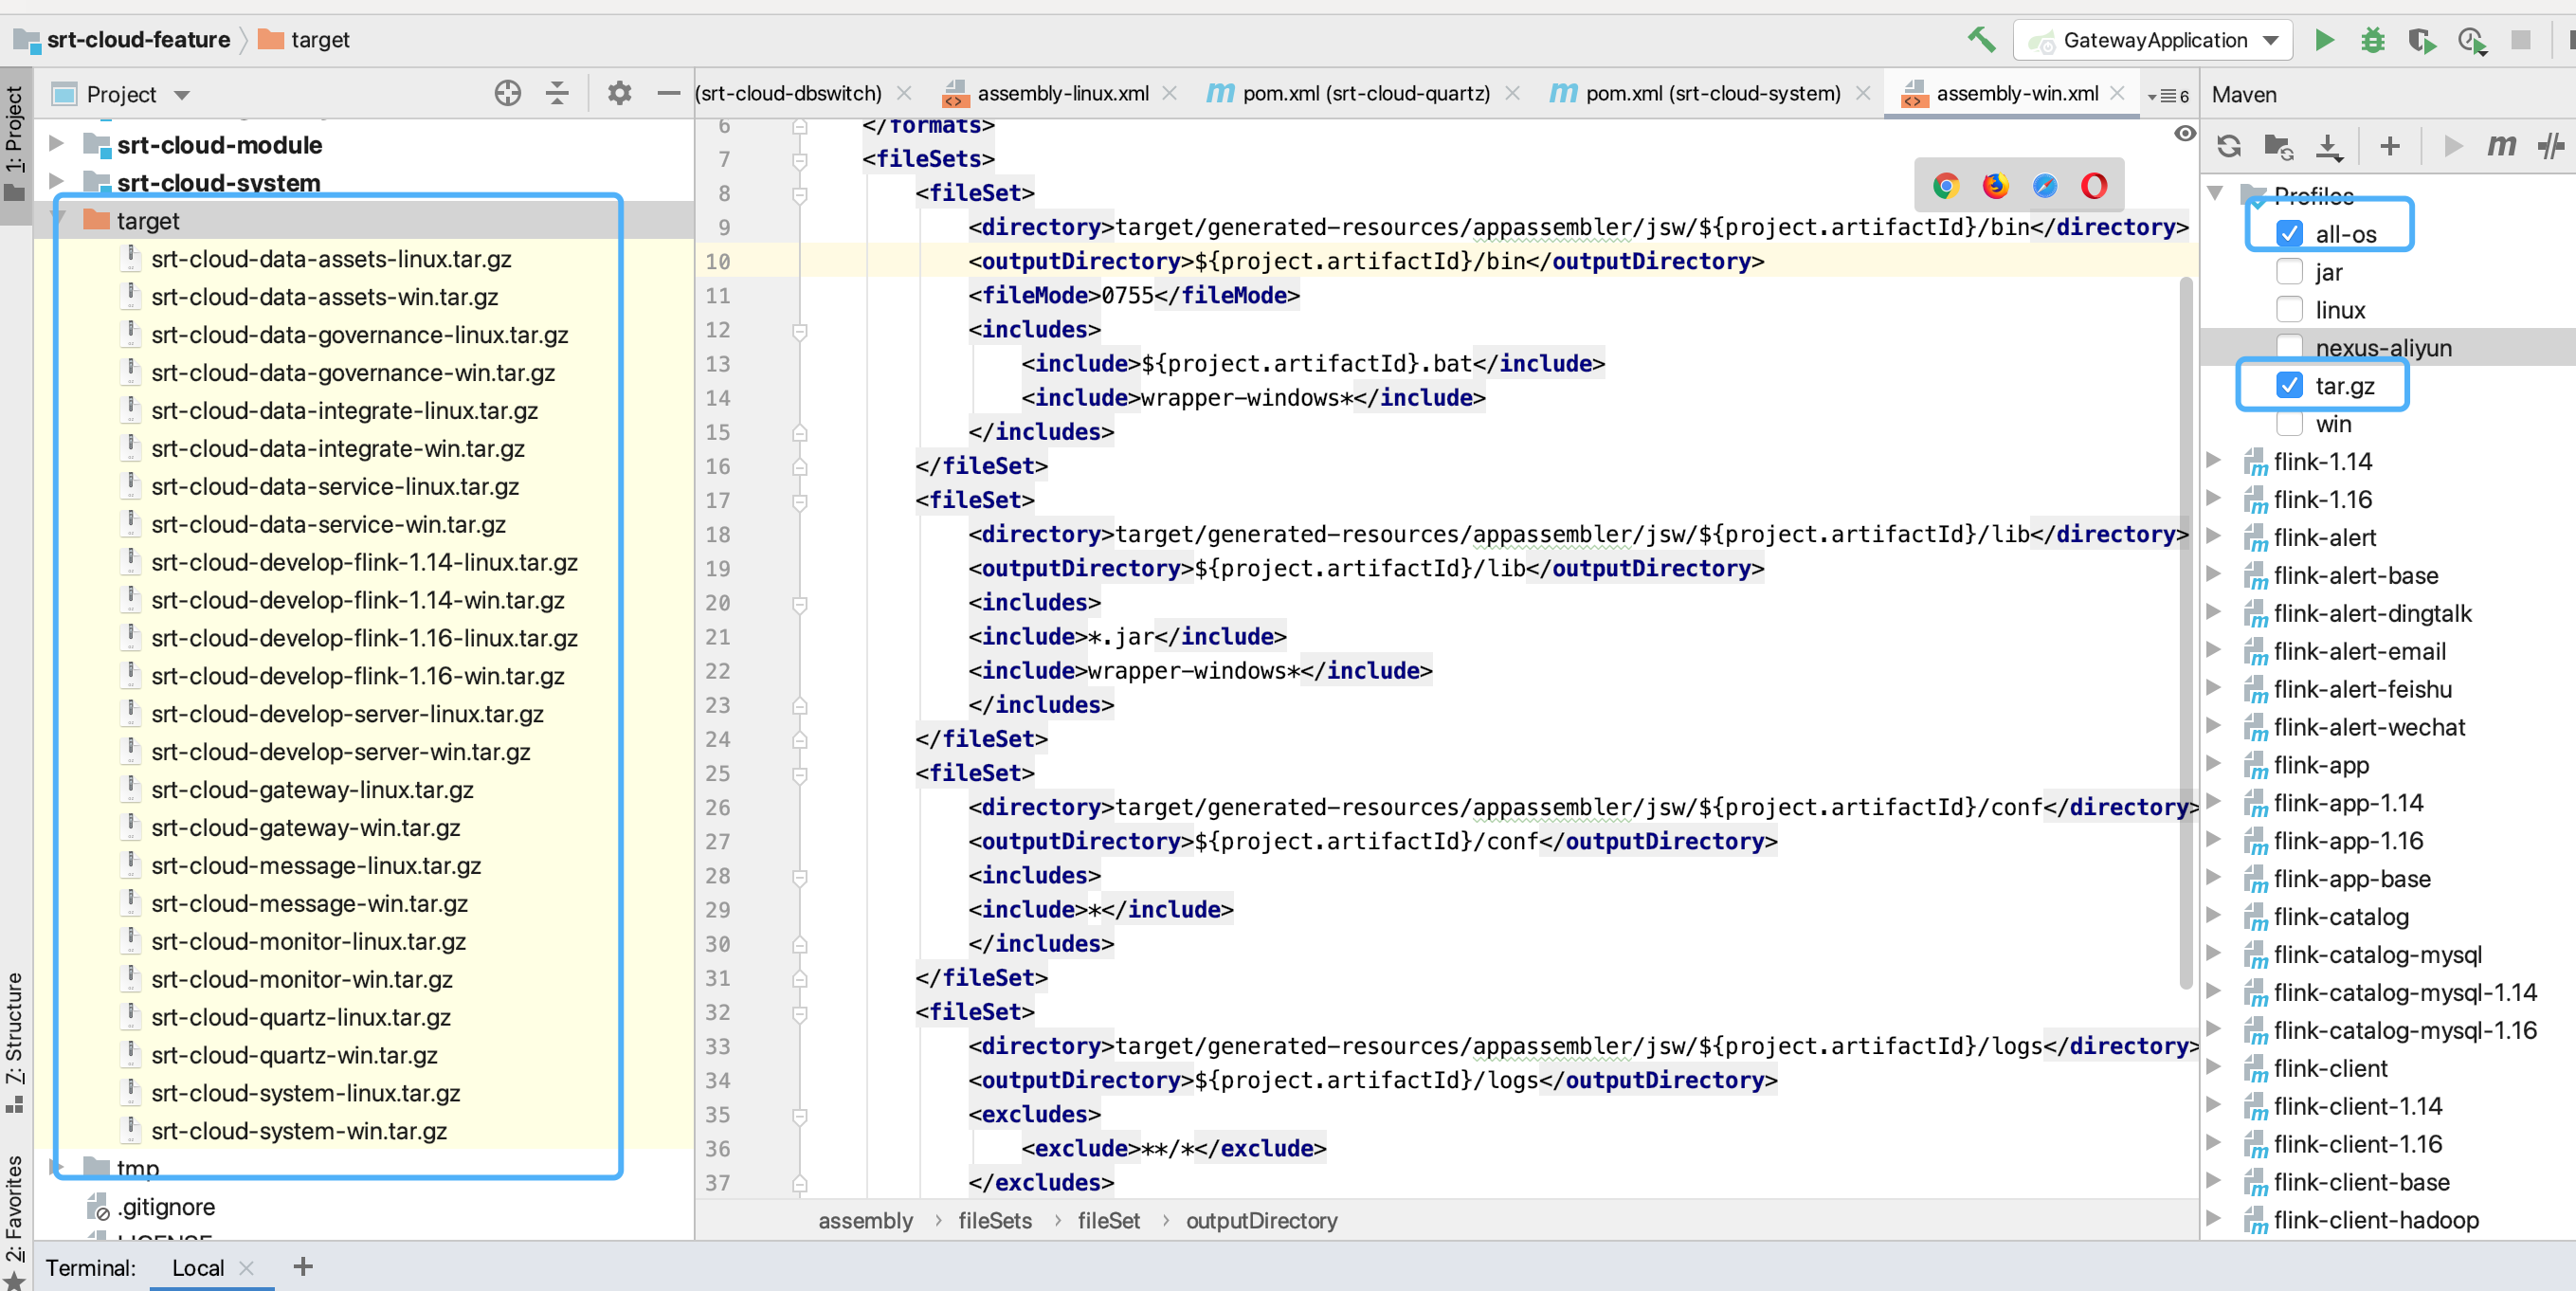 srt-cloud-feature
target
GatewayApplication
1: Project
Z: Structure
2: Favorites
Project
srt-cloud-module
srt-cloud-system
target
srt-cloud-data-assets-linux.tar.gz
srt-cloud-data-assets-win.tar.gz
srt-cloud-data-governance-linux.tar.gz
srt-cloud-data-governance-win.tar.gz
srt-cloud-data-integrate-linux.tar.gz
srt-cloud-data-integrate-win.tar.gz
srt-cloud-data-service-linux.tar.gz
srt-cloud-data-service-win.tar.gz
srt-cloud-develop-flink-1.14-linux.tar.gz
srt-cloud-develop-flink-1.14-win.tar.gz
srt-cloud-develop-flink-1.16-linux.tar.gz
srt-cloud-develop-flink-1.16-win.tar.gz
srt-cloud-develop-server-linux.tar.gz
srt-cloud-develop-server-win.tar.gz
srt-cloud-gateway-linux.tar.gz
srt-cloud-gateway-win.tar.gz
srt-cloud-message-linux.tar.gz
srt-cloud-message-win.tar.gz
srt-cloud-monitor-linux.tar.gz
srt-cloud-monitor-win.tar.gz
srt-cloud-quartz-linux.tar.gz
srt-cloud-quartz-win.tar.gz
srt-cloud-system-linux.tar.gz
srt-cloud-system-win.tar.gz
tmp
.gitignore
(srt-cloud-dbswitch) assembly-linux.xml pom.xml (srt-cloud-quartz) pom.xml (srt-cloud-system) assembly-win.xml 6
6 </formats>
7 <fileSets>
8 <fileSet>
9 <directory>target/generated-resources/appassembler/jsw/${project.artifactId}/bin</directory>
10 <outputDirectory>${project.artifactId}/bin</outputDirectory>
11 <fileMode>0755</fileMode>
12 <includes>
13 <include>${project.artifactId}.bat</include>
14 <include>wrapper-windows*</include>
15 </includes>
16 </fileSet>
17 <fileSet>
18 <directory>target/generated-resources/appassembler/jsw/${project.artifactId}/lib</directory>
19 <outputDirectory>${project.artifactId}/lib</outputDirectory>
20 <includes>
21 <include>*.jar</include>
22 <include>wrapper-windows*</include>
23 </includes>
24 </fileSet>
25 <fileSet>
26 <directory>target/generated-resources/appassembler/jsw/${project.artifactId}/conf</directory>
27 <outputDirectory>${project.artifactId}/conf</outputDirectory>
28 <includes>
29 <include>*</include>
30 </includes>
31 </fileSet>
32 <fileSet>
33 <directory>target/generated-resources/appassembler/jsw/${project.artifactId}/logs</directory>
34 <outputDirectory>${project.artifactId}/logs</outputDirectory>
35 <excludes>
36 <exclude>**/*</exclude>
37 </excludes>
assembly › fileSets › fileSet › outputDirectory
Maven
Profiles
all-os
jar
linux
nexus-aliyun
tar.gz
win
flink-1.14
flink-1.16
flink-alert
flink-alert-base
flink-alert-dingtalk
flink-alert-email
flink-alert-feishu
flink-alert-wechat
flink-app
flink-app-1.14
flink-app-1.16
flink-app-base
flink-catalog
flink-catalog-mysql
flink-catalog-mysql-1.14
flink-catalog-mysql-1.16
flink-client
flink-client-1.14
flink-client-1.16
flink-client-base
flink-client-hadoop
Terminal: Local